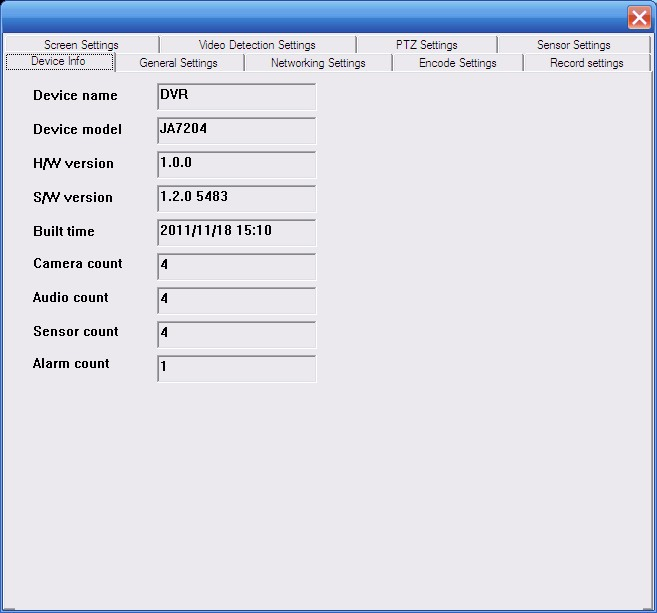 Screen Settings Video Detection Settings PTZ Settings Sensor Settings
Device Info General Settings Networking Settings Encode Settings Record settings
Device name DVR
Device model JA7204
H/W version 1.0.0
S/W version 1.2.0 5483
Built time 2011/11/18 15:10
Camera count 4
Audio count 4
Sensor count 4
Alarm count 1